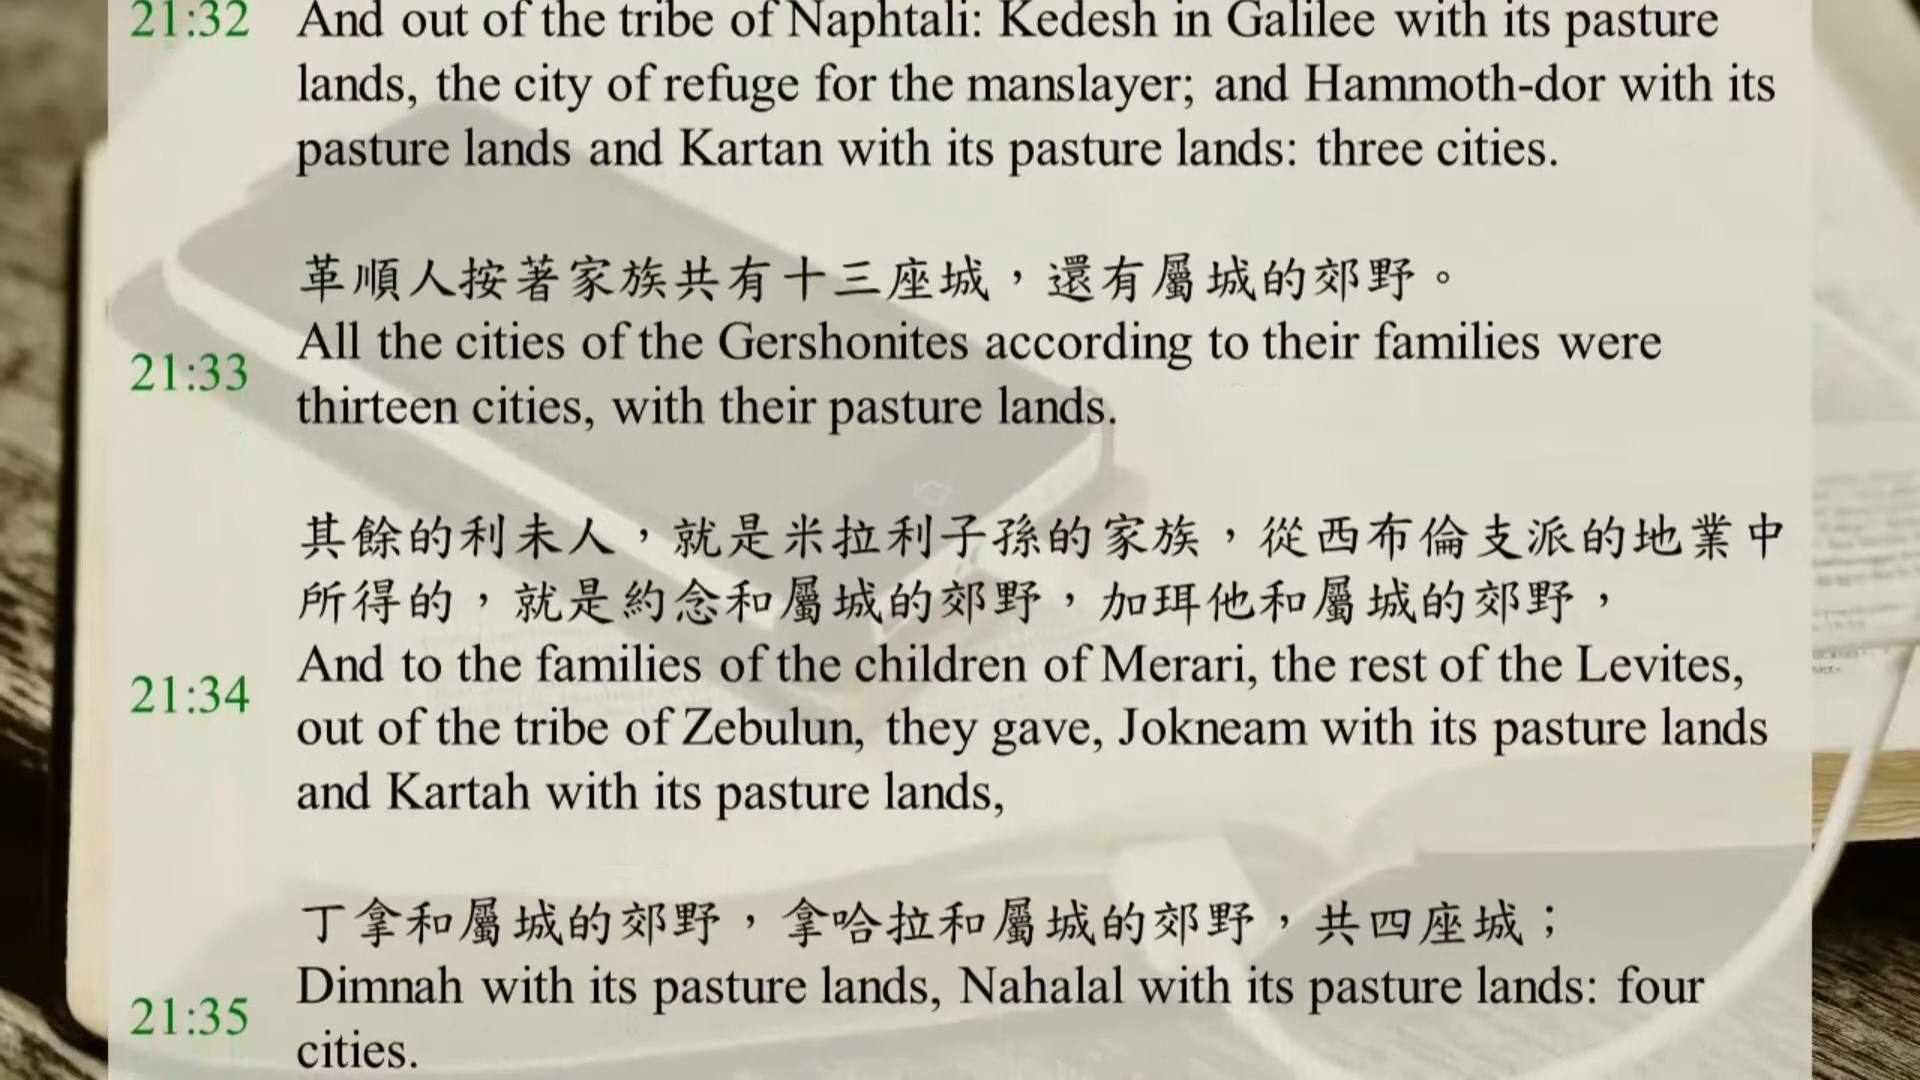 21:32 And out of the tribe of Naphtali: Kedesh in Galilee with its pasture
lands, the city of refuge for the manslayer; and Hammoth-dor with its
pasture lands and Kartan with its pasture lands: three cities.
革順人按著家族共有十三座城，還有屬城的郊野。
All the cities of the Gershonites according to their families were
21:33
thirteen cities, with their pasture lands.
其餘的利未人，就是米拉利子孫的家族，從西布倫支派的地業中
所得的，就是約念和屬城的郊野，加珥他和屬城的郊野，
And to the families of the children of Merari, the rest of the Levites,
21:34
out of the tribe of Zebulun, they gave, Jokneam with its pasture lands
and Kartah with its pasture lands,
丁拿和屬城的郊野，拿哈拉和屬城的郊野，共四座城；
Dimnah with its pasture lands, Nahalal with its pasture lands: four
21:35
cities.